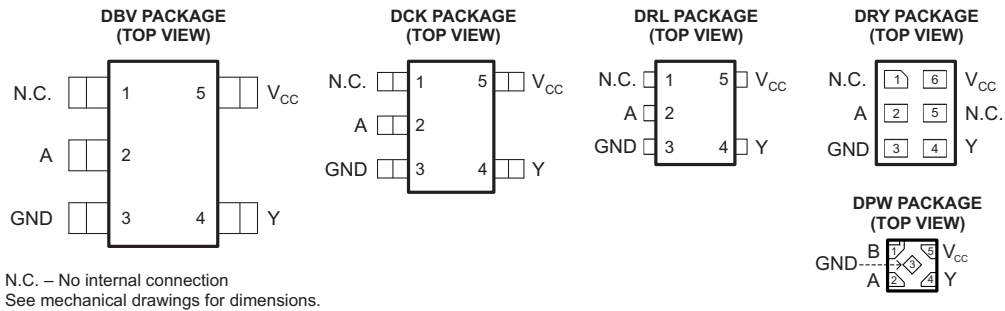 DBV PACKAGE
(TOP VIEW)
N.C. 1 5 VCC
A 2
GND 3 4 Y
DCK PACKAGE
(TOP VIEW)
N.C. 1 5 VCC
A 2
GND 3 4 Y
DRL PACKAGE
(TOP VIEW)
N.C. 1 5 VCC
A 2
GND 3 4 Y
DRY PACKAGE
(TOP VIEW)
N.C. 1 6 VCC
A 2 5 N.C.
GND 3 4 Y
DPW PACKAGE
(TOP VIEW)
B 1 5 VCC
GND 3
A 2 4 Y
N.C. – No internal connection
See mechanical drawings for dimensions.